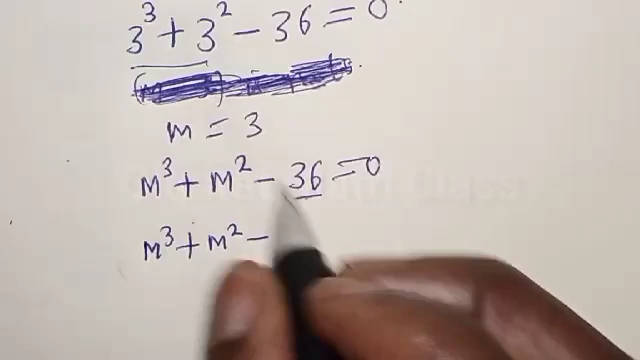 3³ + 3² - 36 = 0
m = 3
m³ + m² - 36 = 0
m³ + m² -